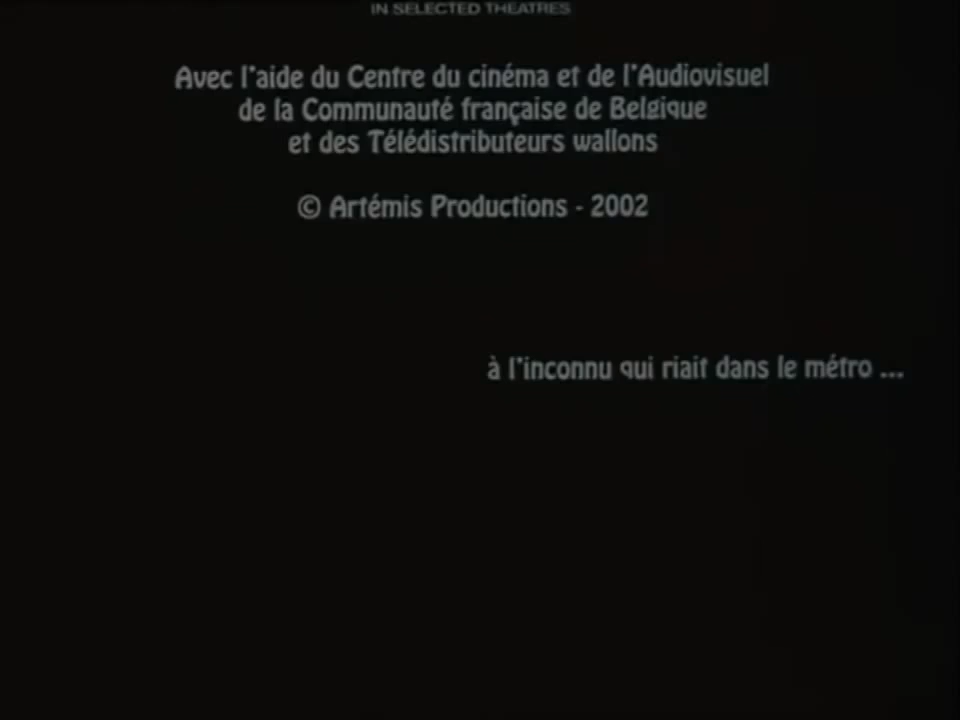 IN SELECTED THEATRES
Avec l'aide du Centre du cinéma et de l'Audiovisuel
de la Communauté française de Belgique
et des Télédistributeurs wallons
© Artémis Productions - 2002
à l'inconnu qui riait dans le métro ...